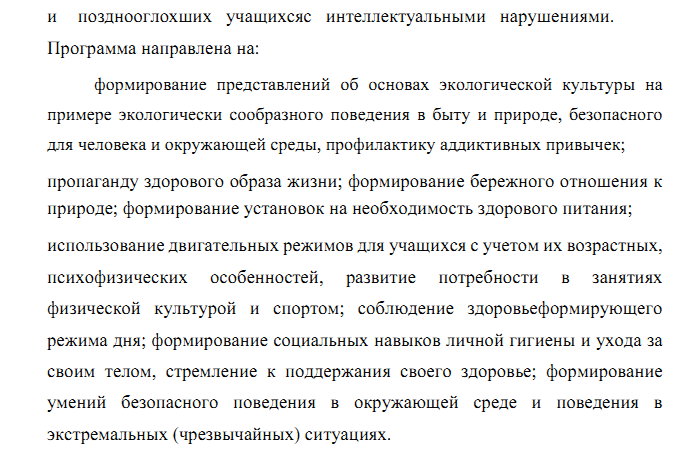 и позднооглохших учащихсяс интеллектуальными нарушениями.
Программа направлена на:
формирование представлений об основах экологической культуры на
примере экологически сообразного поведения в быту и природе, безопасного
для человека и окружающей среды, профилактику аддиктивных привычек;
пропаганду здорового образа жизни; формирование бережного отношения к
природе; формирование установок на необходимость здорового питания;
использование двигательных режимов для учащихся с учетом их возрастных,
психофизических особенностей, развитие потребности в занятиях
физической культурой и спортом; соблюдение здоровьеформирующего
режима дня; формирование социальных навыков личной гигиены и ухода за
своим телом, стремление к поддержания своего здоровье; формирование
умений безопасного поведения в окружающей среде и поведения в
экстремальных (чрезвычайных) ситуациях.